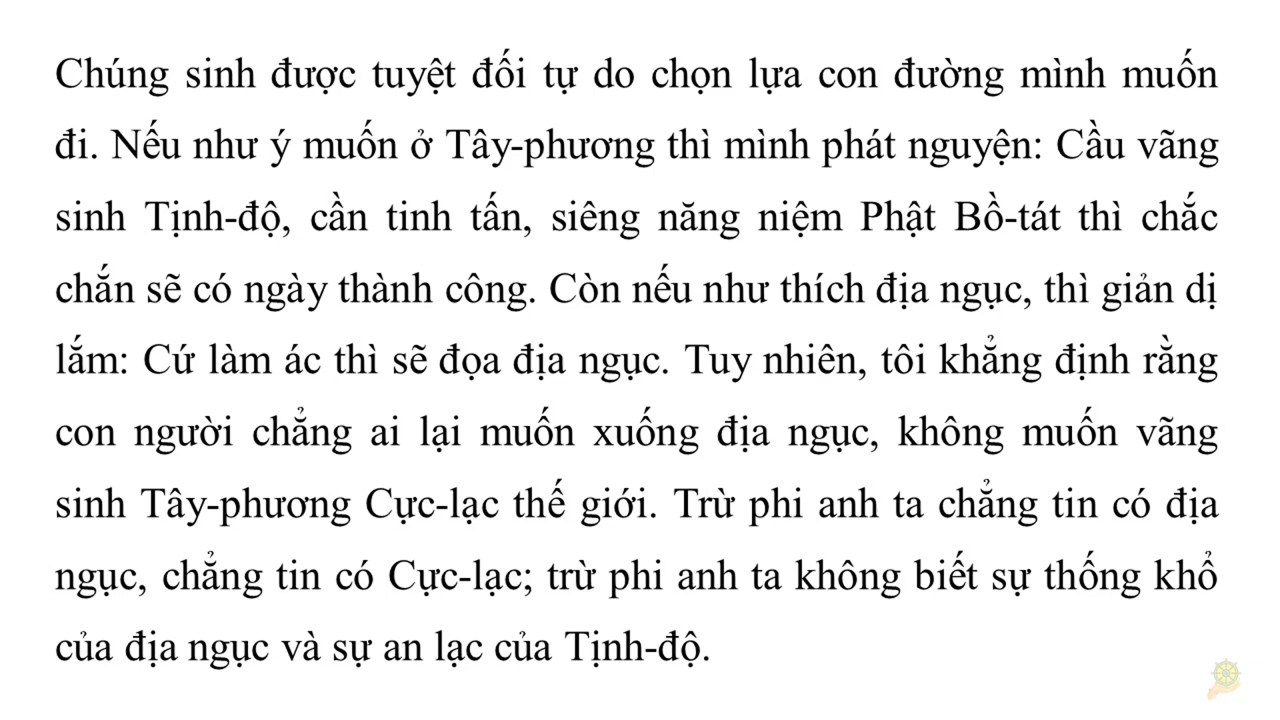 Chúng sinh được tuyệt đối tự do chọn lựa con đường mình muốn
đi. Nếu như ý muốn ở Tây-phương thì mình phát nguyện: Cầu vãng
sinh Tịnh-độ, cần tinh tấn, siêng năng niệm Phật Bồ-tát thì chắc
chắn sẽ có ngày thành công. Còn nếu như thích địa ngục, thì giản dị
lắm: Cứ làm ác thì sẽ đọa địa ngục. Tuy nhiên, tôi khẳng định rằng
con người chẳng ai lại muốn xuống địa ngục, không muốn vãng
sinh Tây-phương Cực-lạc thế giới. Trừ phi anh ta chẳng tin có địa
ngục, chẳng tin có Cực-lạc; trừ phi anh ta không biết sự thống khổ
của địa ngục và sự an lạc của Tịnh-độ.